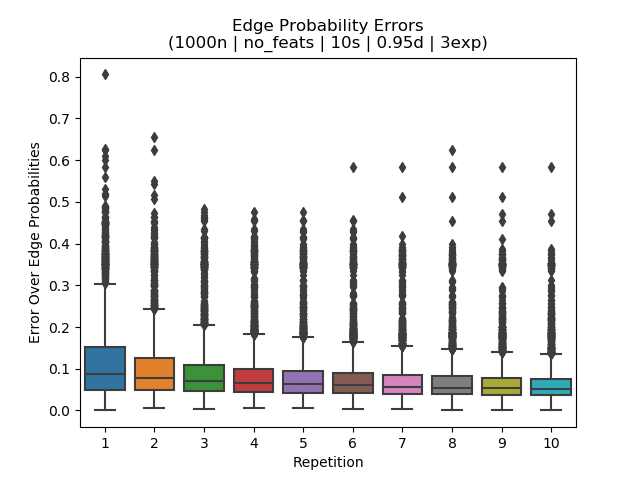 Edge Probability Errors
(1000n | no_feats | 10s | 0.95d | 3exp)
Error Over Edge Probabilities
0.8
0.7
0.6
0.5
0.4
0.3
0.2
0.1
0.0
1 2 3 4 5 6 7 8 9 10
Repetition